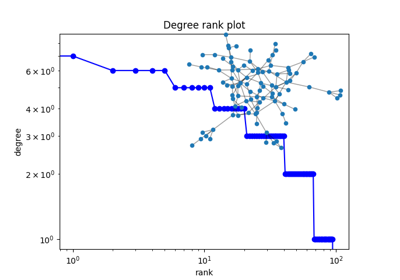 Degree rank plot
degree
6 × 10⁰
4 × 10⁰
3 × 10⁰
2 × 10⁰
10⁰
10⁰
10¹
10²
rank